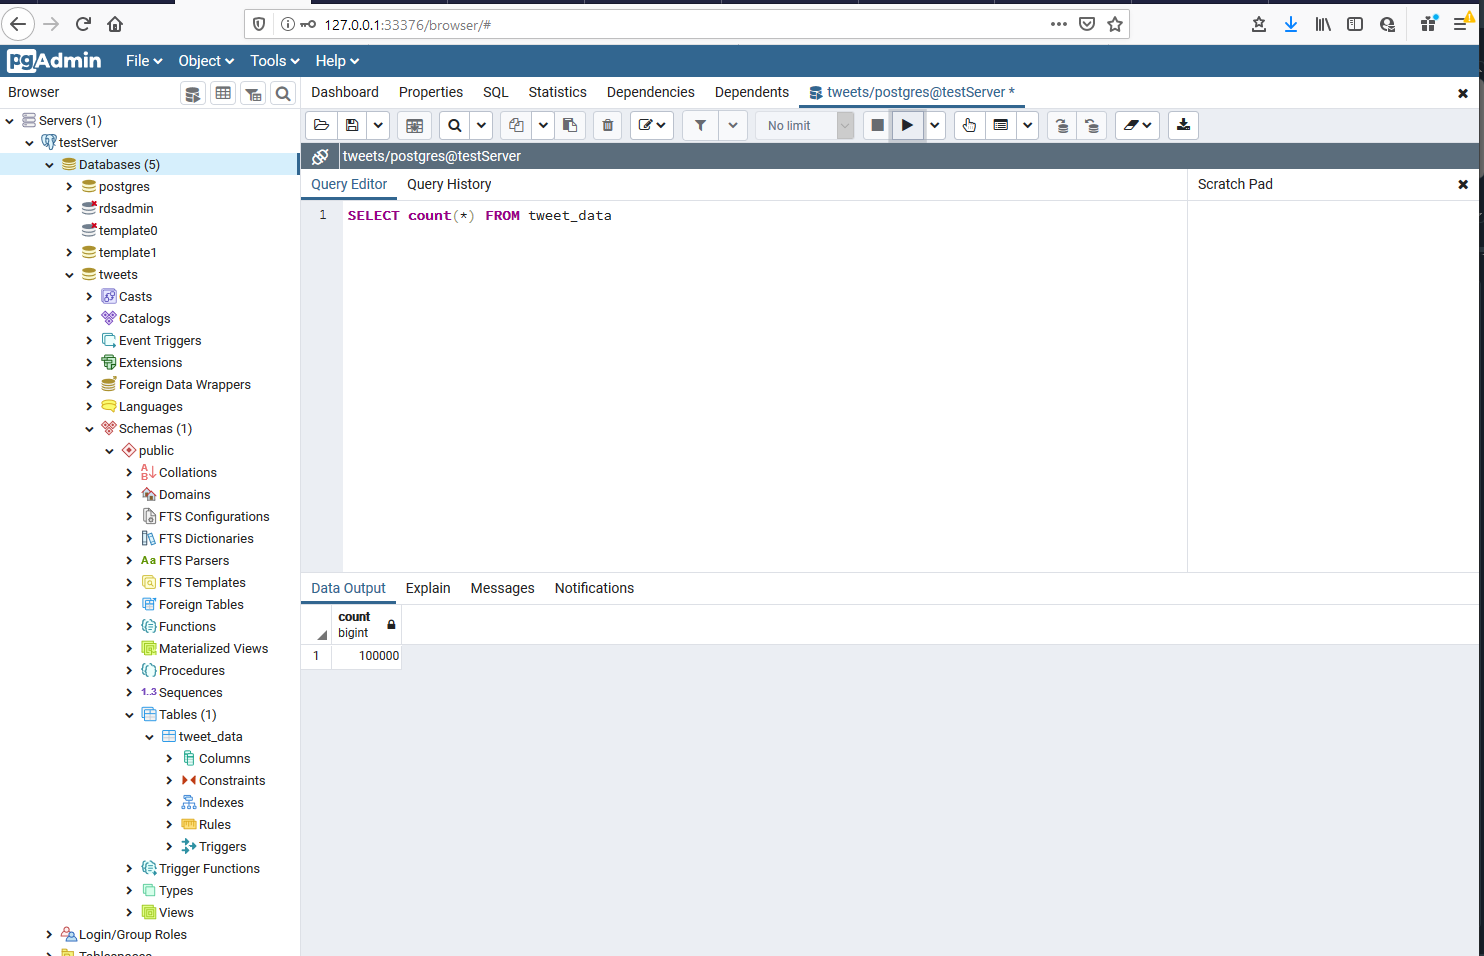 127.0.0.1:33376/browser/#
pgAdmin File Object Tools Help
Browser
Dashboard Properties SQL Statistics Dependencies Dependents tweets/postgres@testServer *
No limit
tweets/postgres@testServer
Query Editor Query History
Scratch Pad
1 SELECT count(*) FROM tweet_data
Servers (1)
testServer
Databases (5)
postgres
rdsadmin
template0
template1
tweets
Casts
Catalogs
Event Triggers
Extensions
Foreign Data Wrappers
Languages
Schemas (1)
public
Collations
Domains
FTS Configurations
FTS Dictionaries
Aa FTS Parsers
FTS Templates
Foreign Tables
Functions
Materialized Views
Procedures
1..3 Sequences
Tables (1)
tweet_data
Columns
Constraints
Indexes
Rules
Triggers
Trigger Functions
Types
Views
Login/Group Roles
Tablespaces
Data Output Explain Messages Notifications
count
bigint
1 100000